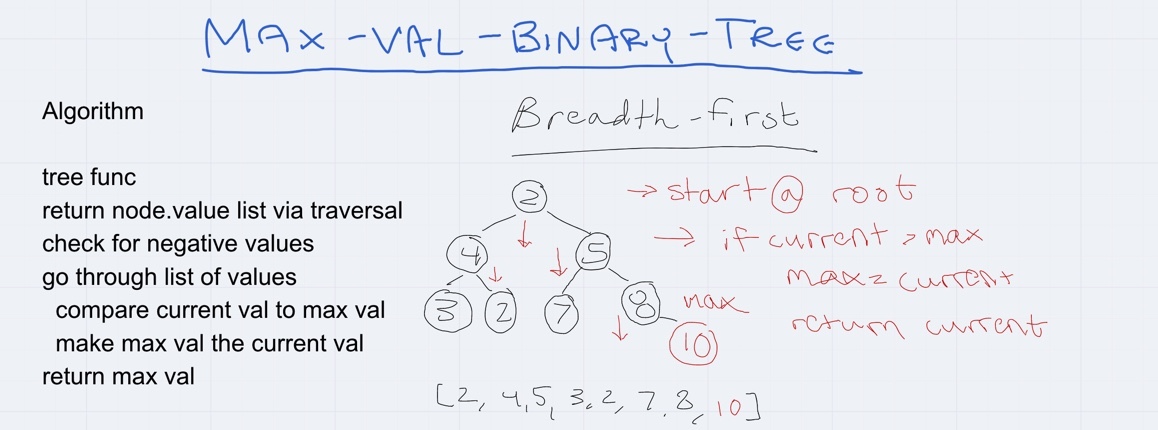 MAX-VAL-BINARY-TREE
Algorithm
Breadth-first
tree func
return node.value list via traversal
check for negative values
go through list of values
compare current val to max val
make max val the current val
return max val
2
4 5
3 2 7 8
max
10
→ start @ root
→ if current > max
max = current
return current
[2, 4, 5, 3, 2, 7, 8, 10]